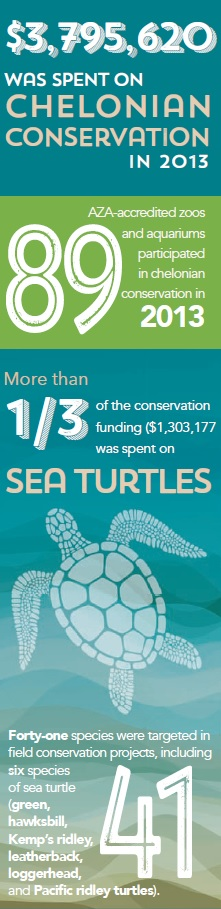 $3,795,620
WAS SPENT ON
CHELONIAN
CONSERVATION
IN 2013
AZA-accredited zoos
and aquariums
participated
in chelonian
conservation in
2013
89
More than
1/3
of the conservation
funding ($1,303,177
was spent on
SEA TURTLES
Forty-one species were targeted in
field conservation projects, including
six species
of sea turtle
(green,
hawksbill,
Kemp's ridley,
leatherback,
loggerhead,
and Pacific ridley turtles).
41